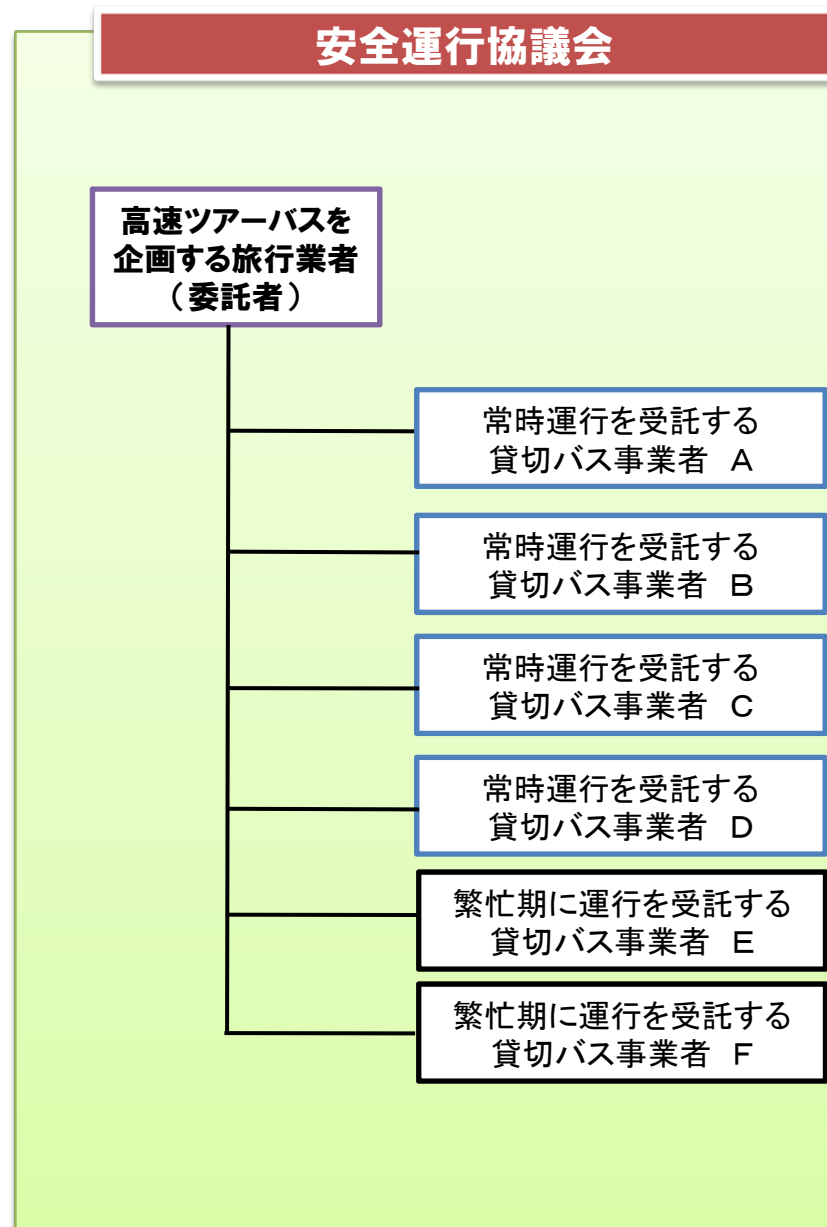 安全運行協議会
高速ツアーバスを
企画する旅行業者
（委託者）
常時運行を受託する
貸切バス事業者　Ａ
常時運行を受託する
貸切バス事業者　Ｂ
常時運行を受託する
貸切バス事業者　Ｃ
常時運行を受託する
貸切バス事業者　Ｄ
繁忙期に運行を受託する
貸切バス事業者　Ｅ
繁忙期に運行を受託する
貸切バス事業者　Ｆ